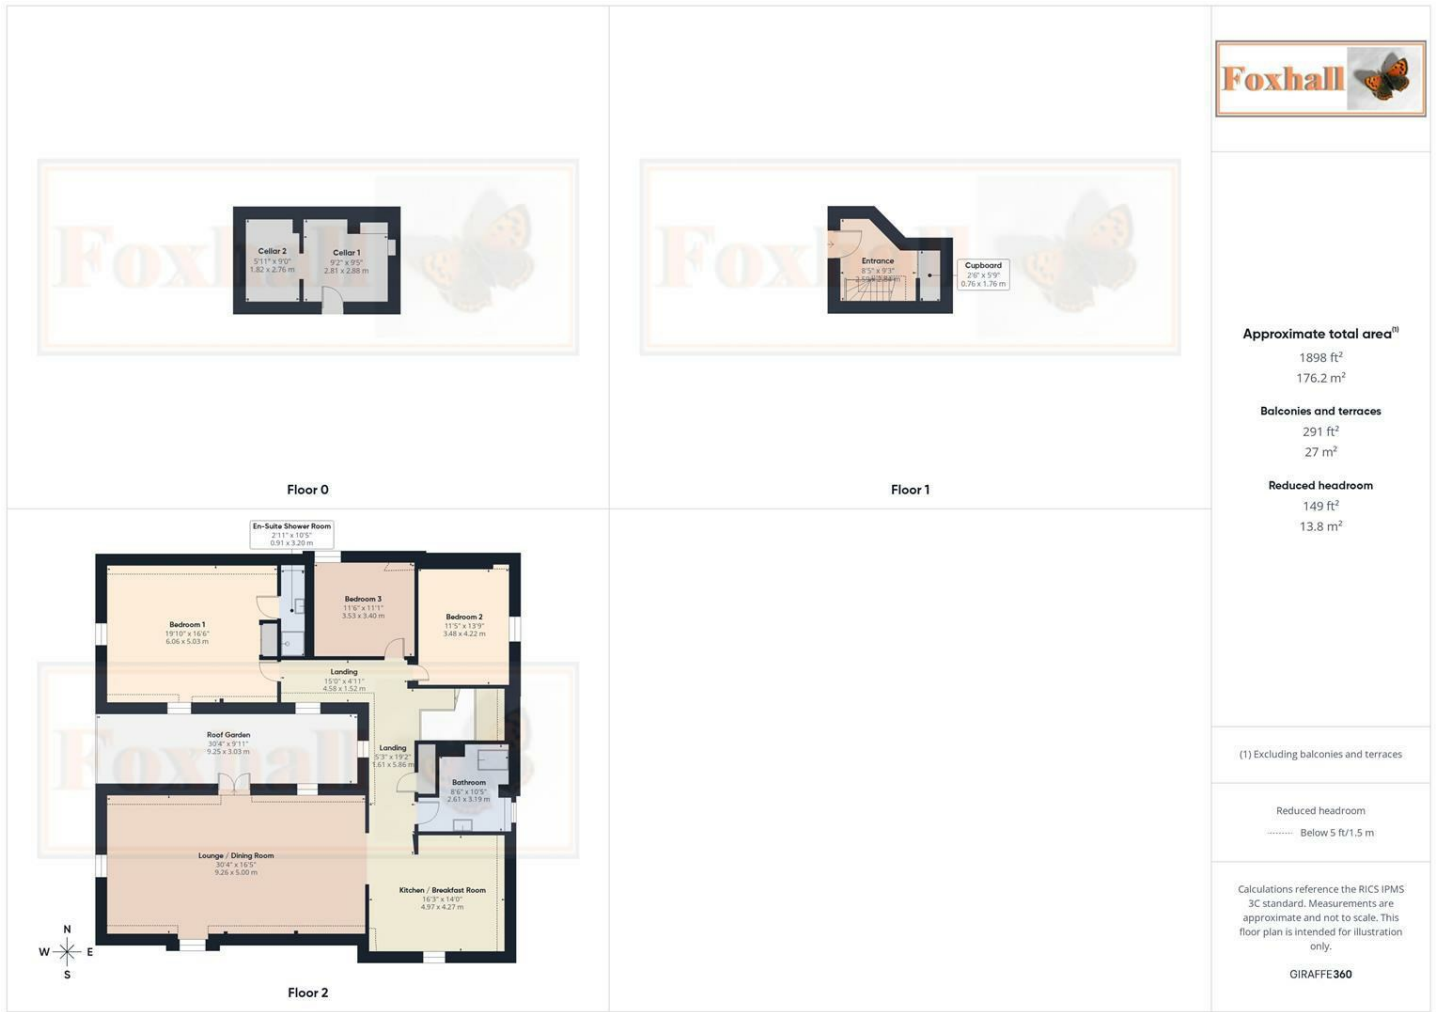 Foxhall
Foxhall
Cellar 2
5'11" x 9'0"
1.82 x 2.76 m
Cellar 1
9'2" x 9'5"
2.81 x 2.88 m
Floor 0
Foxhall
Entrance
8'5" x 9'3"
Cupboard
2'6" x 5'9"
0.76 x 1.76 m
Floor 1
En-Suite Shower Room
2'11" x 10'5"
0.91 x 3.20 m
Bedroom 1
19'10" x 16'6"
6.06 x 5.03 m
Bedroom 3
11'6" x 11'1"
3.53 x 3.40 m
Bedroom 2
11'5" x 13'9"
3.48 x 4.22 m
Landing
15'0" x 4'11"
4.58 x 1.52 m
Foxhall
Roof Garden
30'4" x 9'11"
9.25 x 3.03 m
Landing
5'3" x 19'2"
1.61 x 5.86 m
Bathroom
8'6" x 10'5"
2.61 x 3.19 m
Lounge / Dining Room
30'4" x 16'5"
9.26 x 5.00 m
Kitchen / Breakfast Room
16'3" x 14'0"
4.97 x 4.27 m
N
W E
S
Floor 2
Approximate total area(1)
1898 ft²
176.2 m²
Balconies and terraces
291 ft²
27 m²
Reduced headroom
149 ft²
13.8 m²
(1) Excluding balconies and terraces
Reduced headroom
Below 5 ft/1.5 m
Calculations reference the RICS IPMS
3C standard. Measurements are
approximate and not to scale. This
floor plan is intended for illustration
only.
GIRAFFE360